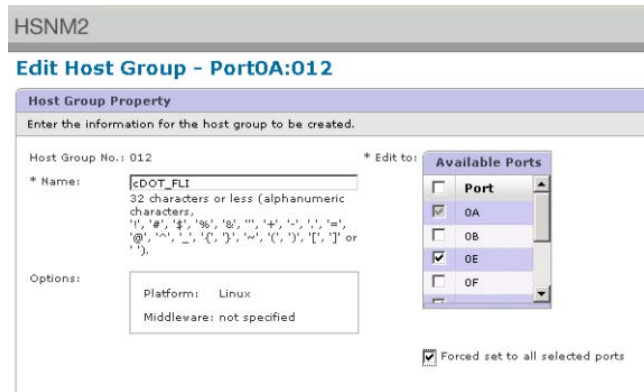 HSNM2
Edit Host Group - Port0A:012
Host Group Property
Enter the information for the host group to be created.
Host Group No.: 012
* Name:
cDOT_FLI
32 characters or less (alphanumeric
characters,
'!', '#', '$', '%', '&', ''', '+', '-', '.', '=',
'@', '^', '_', '{', '}', '~', '(', ')', '[', ']' or
' ').
Options:
Platform: Linux
Middleware: not specified
* Edit to:
Available Ports
Port
0A
0B
0E
0F
Forced set to all selected ports